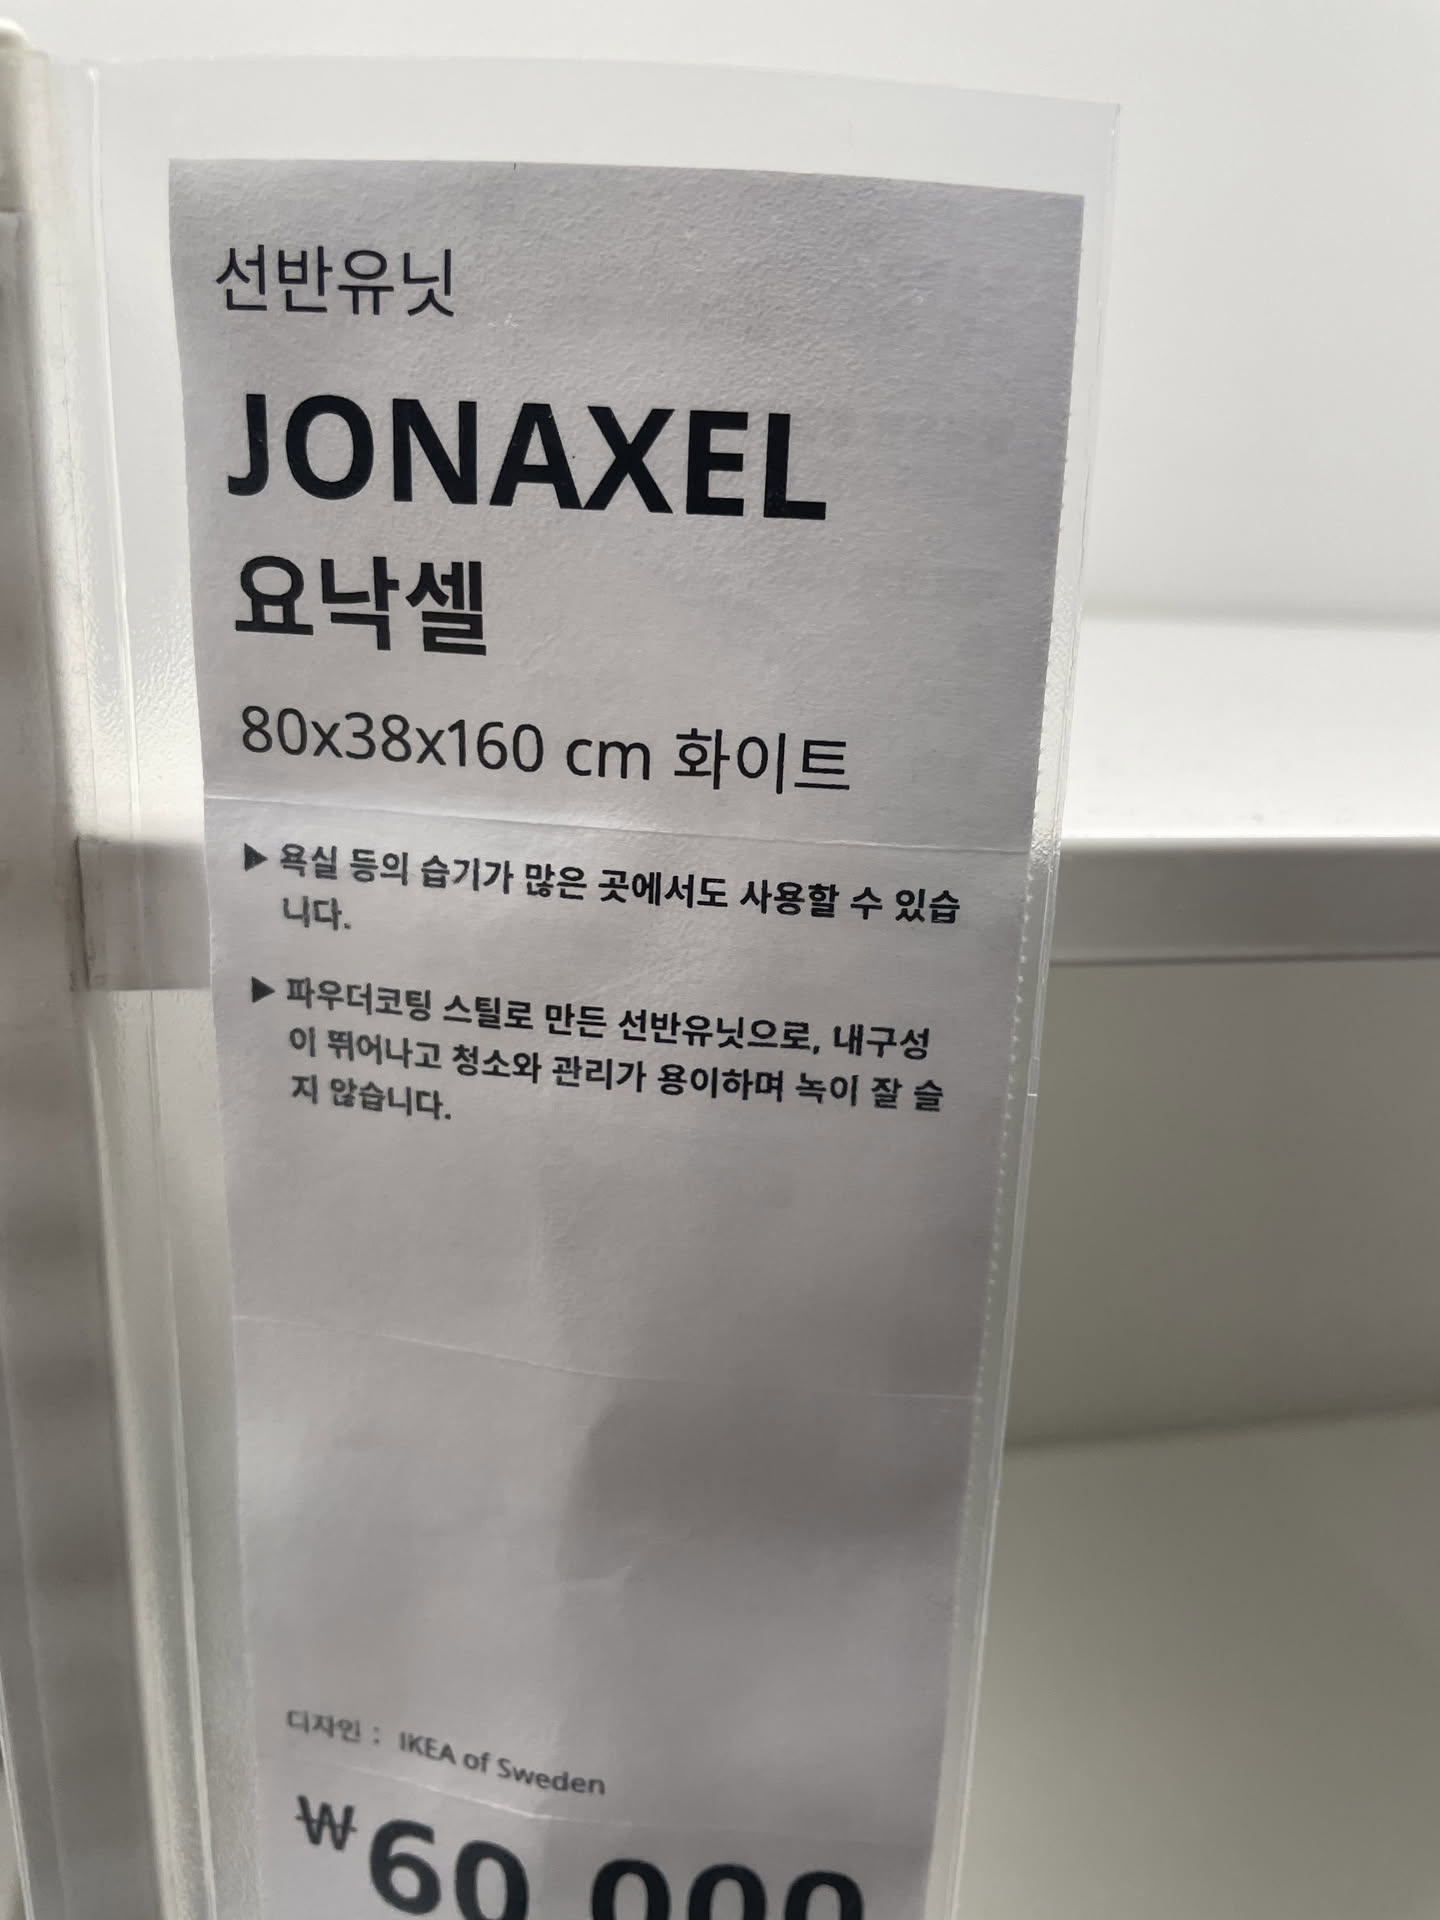 선반유닛
JONAXEL
요낙셀
80x38x160 cm 화이트
▶ 욕실 등의 습기가 많은 곳에서도 사용할 수 있습
니다.
▶ 파우더코팅 스틸로 만든 선반유닛으로, 내구성
이 뛰어나고 청소와 관리가 용이하며 녹이 잘 슬
지 않습니다.
디자인 : IKEA of Sweden
₩60 000